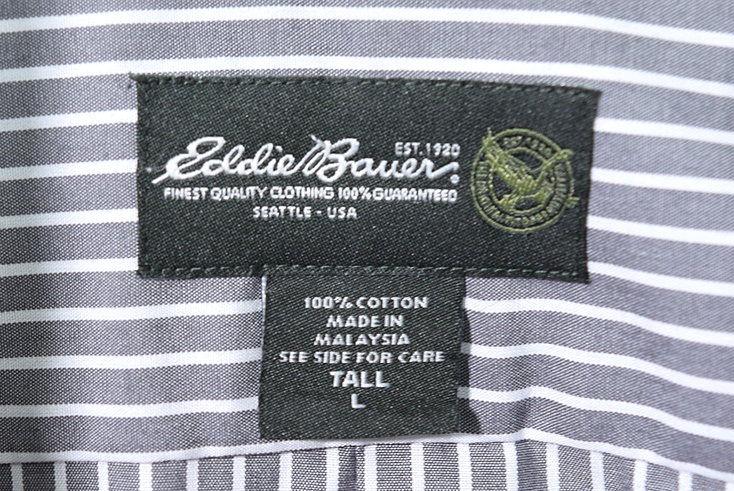 Eddie Bauer
EST. 1920
FINEST QUALITY CLOTHING 100% GUARANTEED
SEATTLE - USA
100% COTTON
MADE IN
MALAYSIA
SEE SIDE FOR CARE
TALL
L